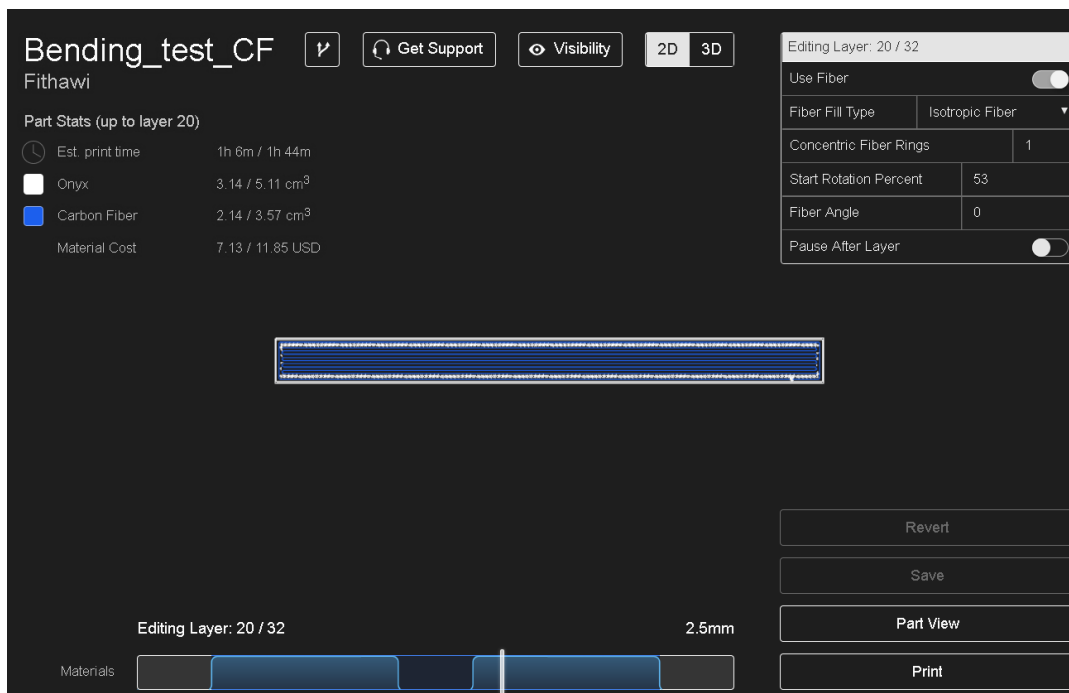 Bending_test_CF
Get Support
Visibility
2D 3D
Fithawi
Part Stats (up to layer 20)
Est. print time 1h 6m / 1h 44m
Onyx 3.14 / 5.11 cm³
Carbon Fiber 2.14 / 3.57 cm³
Material Cost 7.13 / 11.85 USD
Editing Layer: 20 / 32
Use Fiber
Fiber Fill Type Isotropic Fiber
Concentric Fiber Rings 1
Start Rotation Percent 53
Fiber Angle 0
Pause After Layer
Revert
Save
Part View
Print
Editing Layer: 20 / 32 2.5mm
Materials